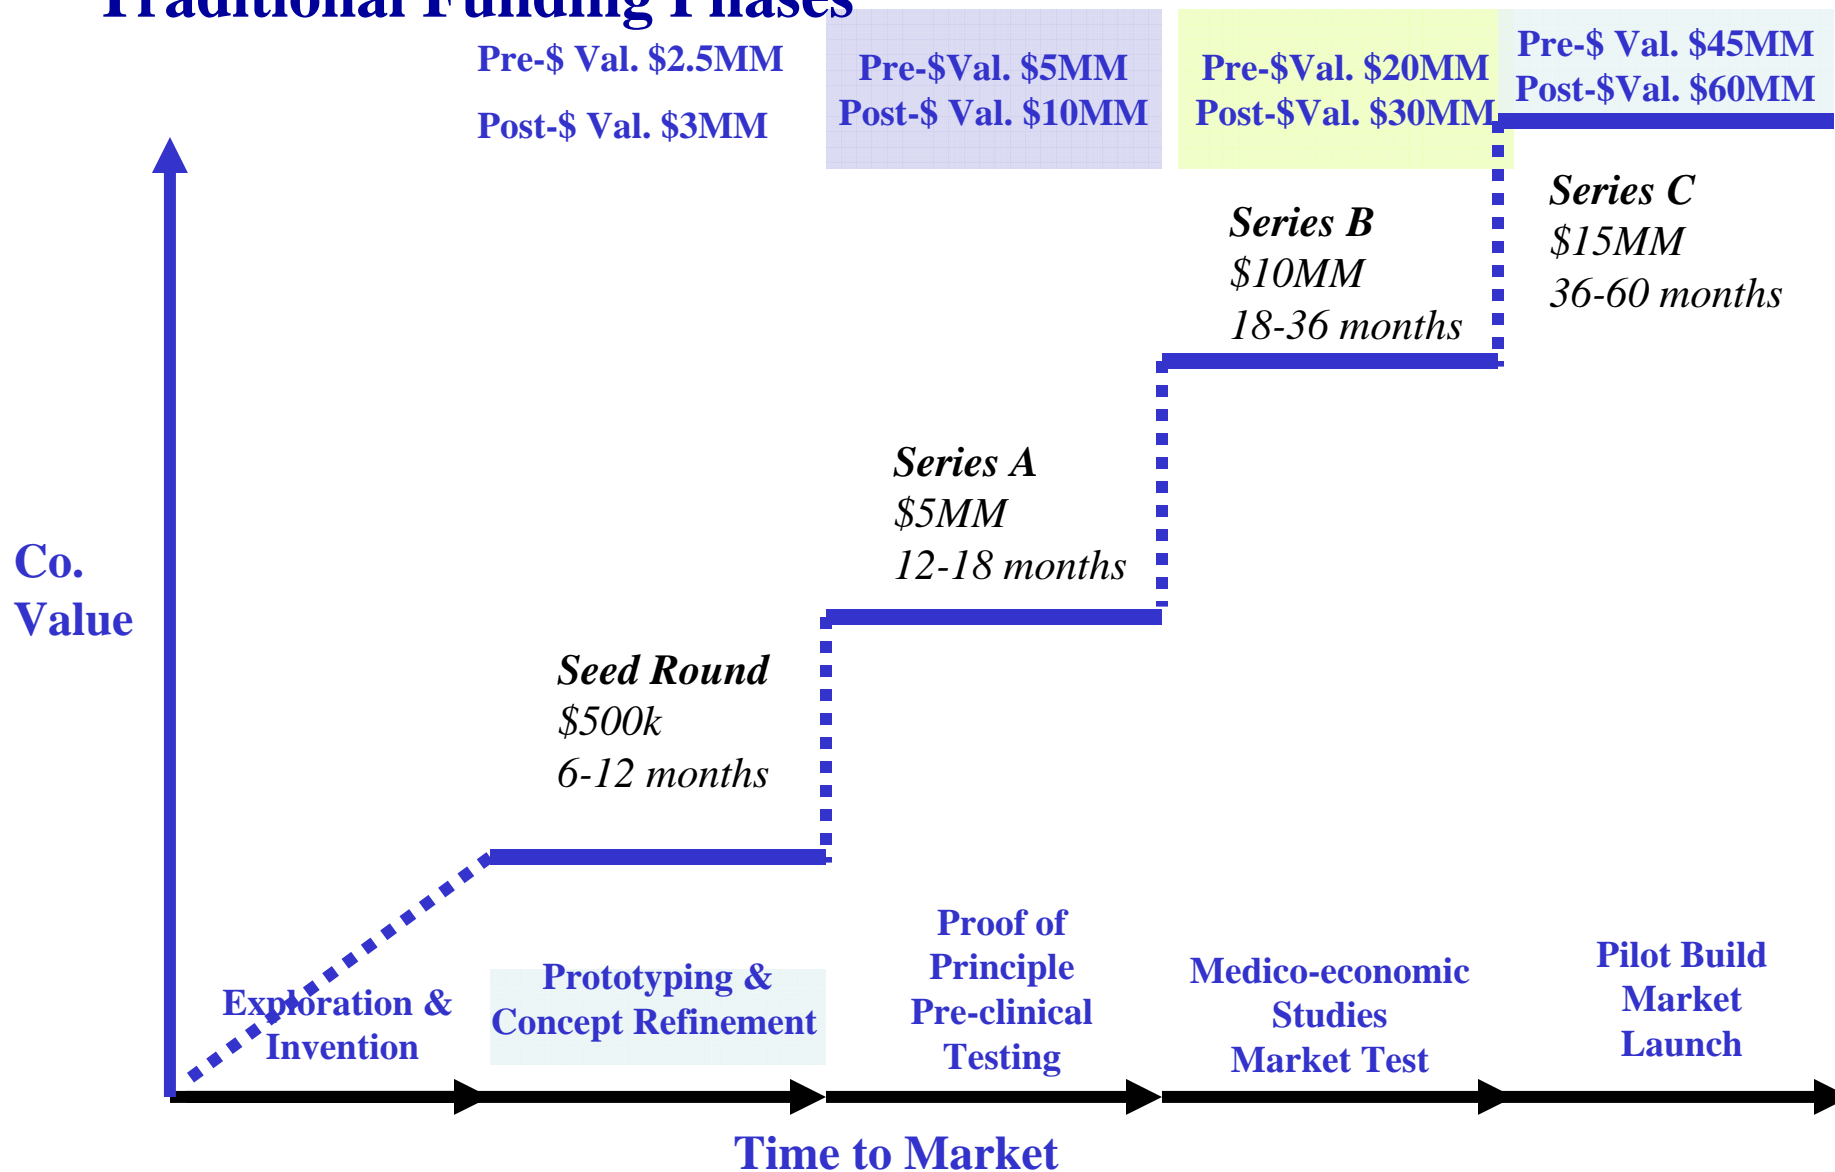 Traditional Funding Phases
Pre-$ Val. $2.5MM
Post-$ Val. $3MM
Pre-$Val. $5MM
Post-$ Val. $10MM
Pre-$Val. $20MM
Post-$Val. $30MM
Pre-$ Val. $45MM
Post-$Val. $60MM
Series C
$15MM
36-60 months
Series B
$10MM
18-36 months
Series A
$5MM
12-18 months
Co.
Value
Seed Round
$500k
6-12 months
Exploration &
Invention
Prototyping &
Concept Refinement
Proof of
Principle
Pre-clinical
Testing
Medico-economic
Studies
Market Test
Pilot Build
Market
Launch
Time to Market